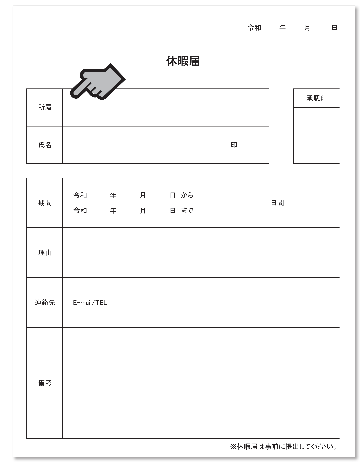 令和 年 月 日
休暇届
所属
承認印
氏名 印
期間
令和 年 月 日 から
令和 年 月 日 まで
日間
理由
連絡先 E-mail/TEL
備考
※休暇届は事前に提出してください。